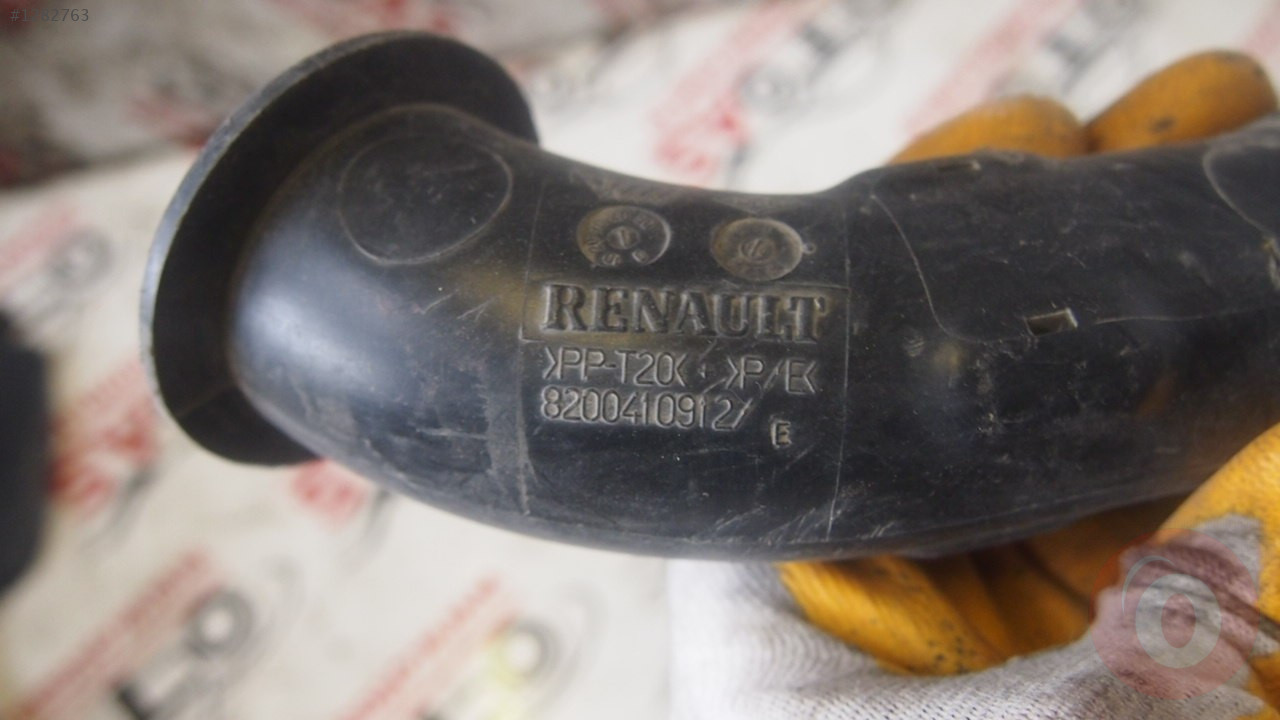 RENAULT
>PP-T20< >P/E<
8200410912/
E